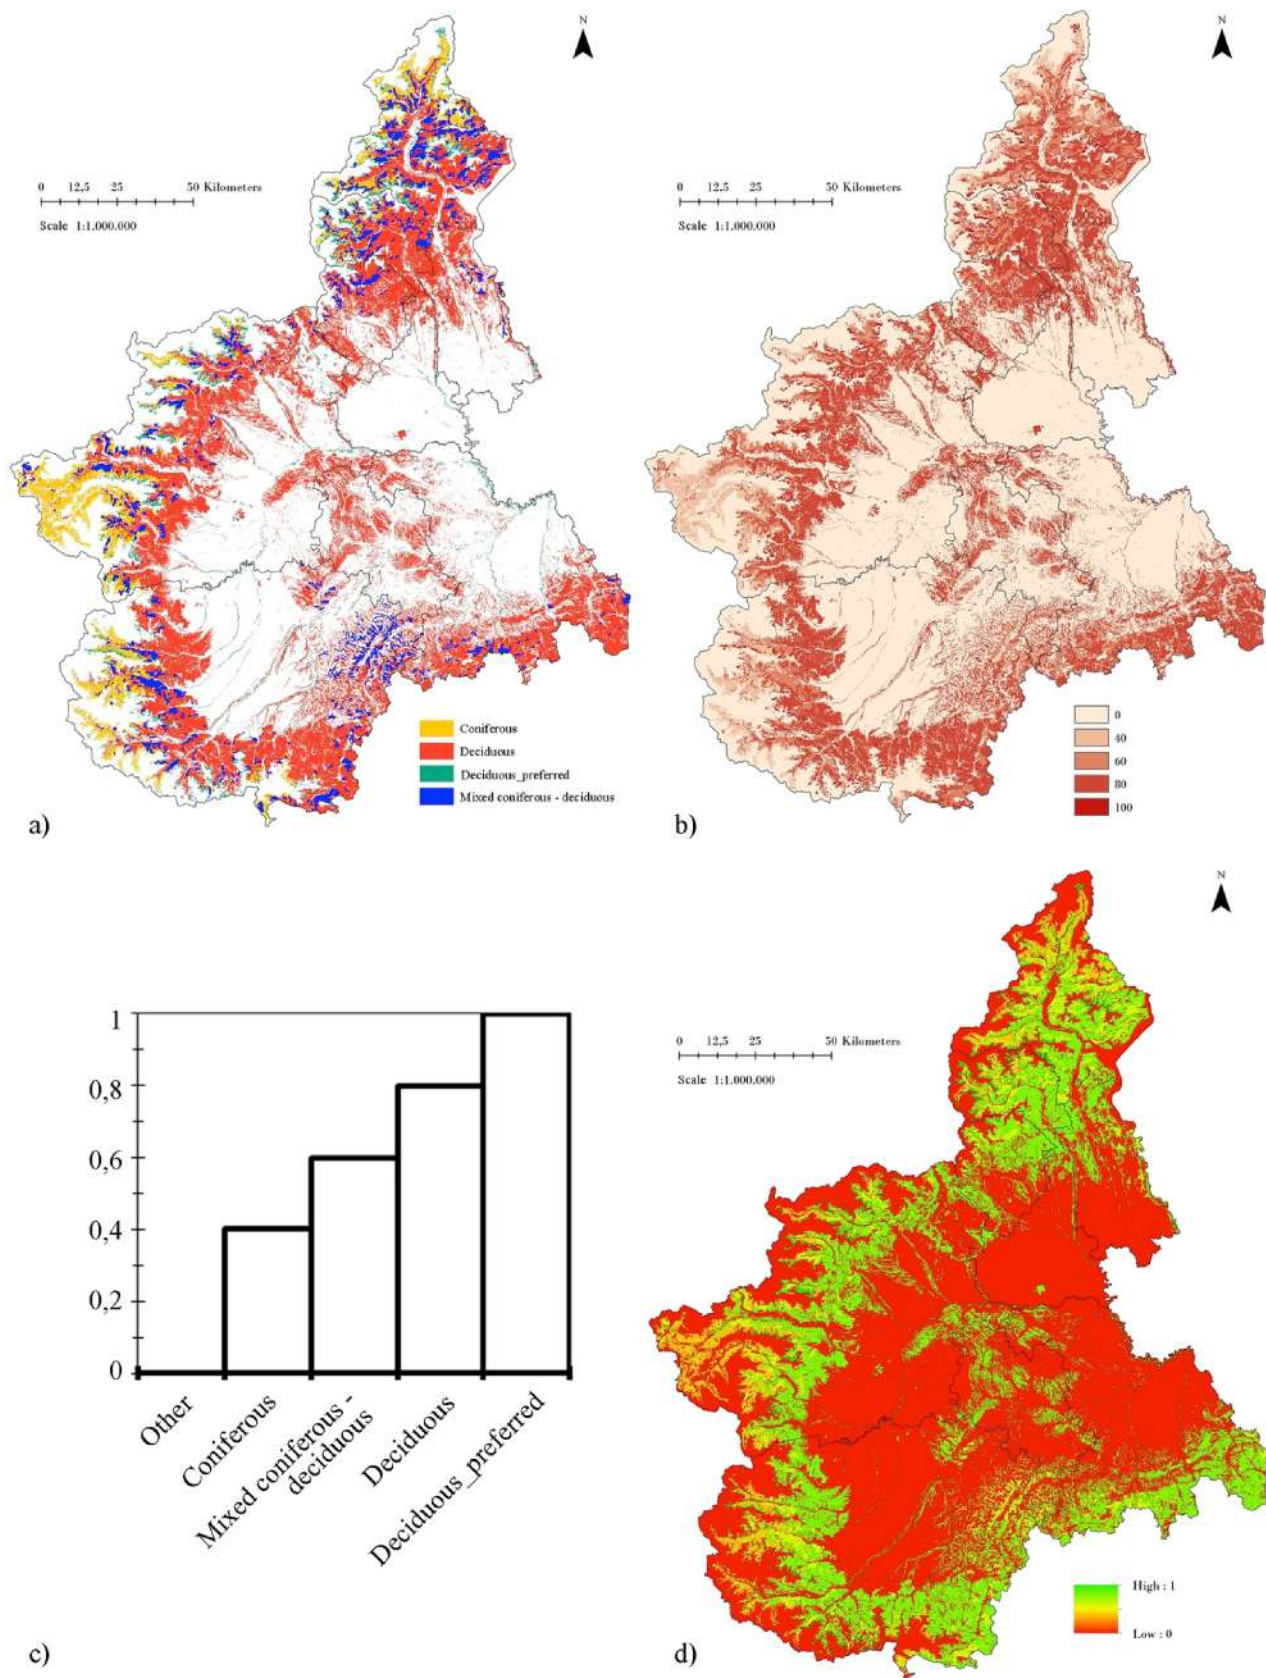 N
0 12,5 25 50 Kilometers
Scale 1:1.000.000
Coniferous
Deciduous
Deciduous_preferred
Mixed coniferous - deciduous
a)
N
0 12,5 25 50 Kilometers
Scale 1:1.000.000
0
40
60
80
100
b)
1
0,8
0,6
0,4
0,2
0
Other
Coniferous
Mixed coniferous -
deciduous
Deciduous
Deciduous_preferred
c)
N
0 12,5 25 50 Kilometers
Scale 1:1.000.000
High : 1
Low : 0
d)